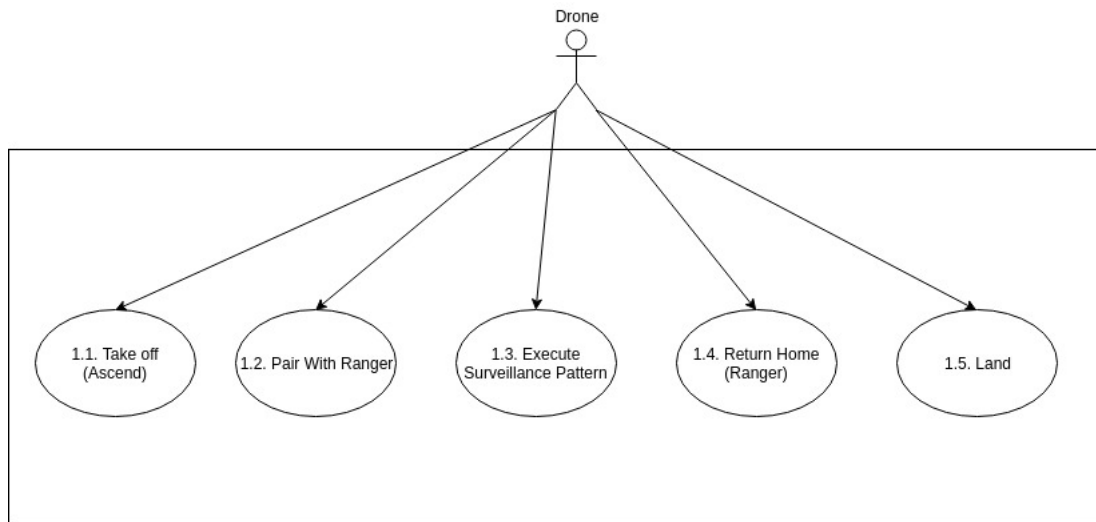 Drone
1.1. Take off
(Ascend)
1.2. Pair With Ranger
1.3. Execute
Surveillance Pattern
1.4. Return Home
(Ranger)
1.5. Land